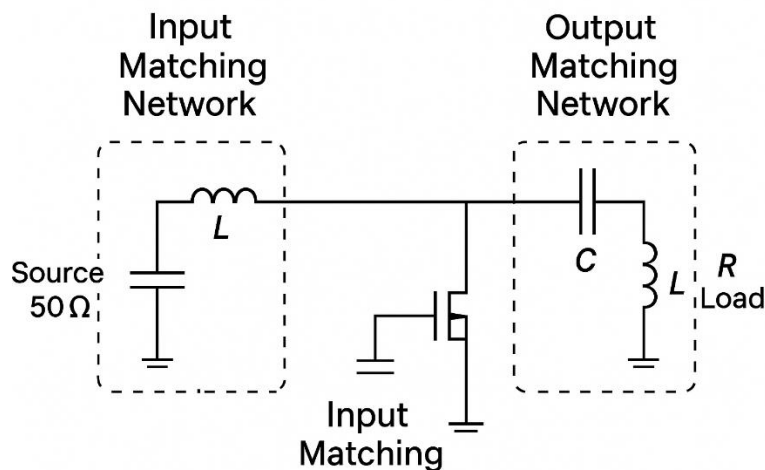 Input
Matching
Network
Output
Matching
Network
L
Source
50 Ω
C
L
R
Load
Input
Matching